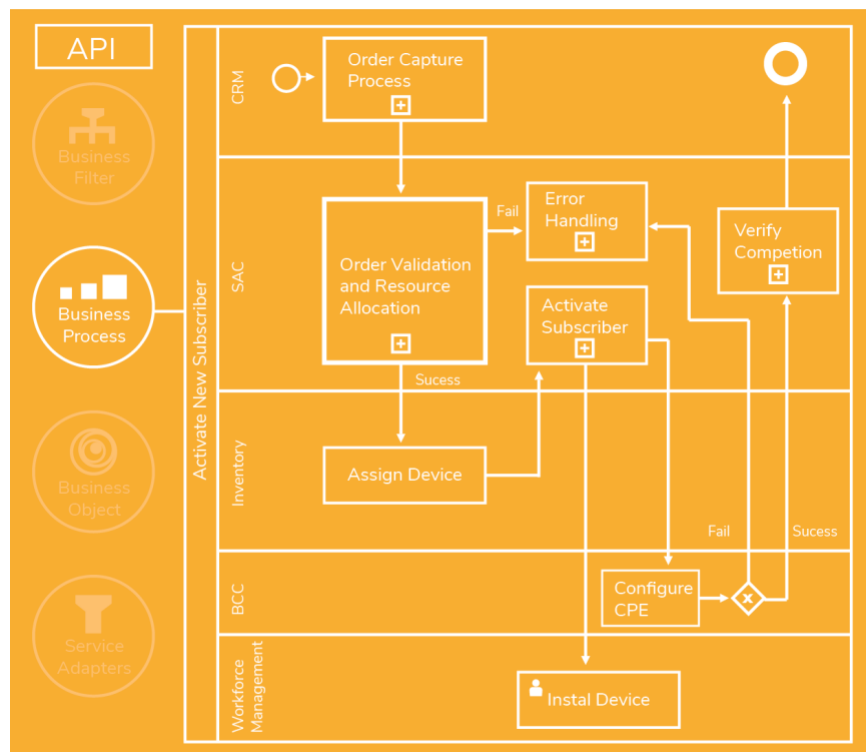 API
Business
Filter
Business
Process
Business
Object
Service
Adapters
Activate New Subscriber
CRM
Order Capture
Process
SAC
Order Validation
and Resource
Allocation
Fail
Error
Handling
Verify
Competion
Activate
Subscriber
Sucess
Inventory
Assign Device
Fail
Sucess
BCC
Configure
CPE
X
Workforce
Management
Instal Device